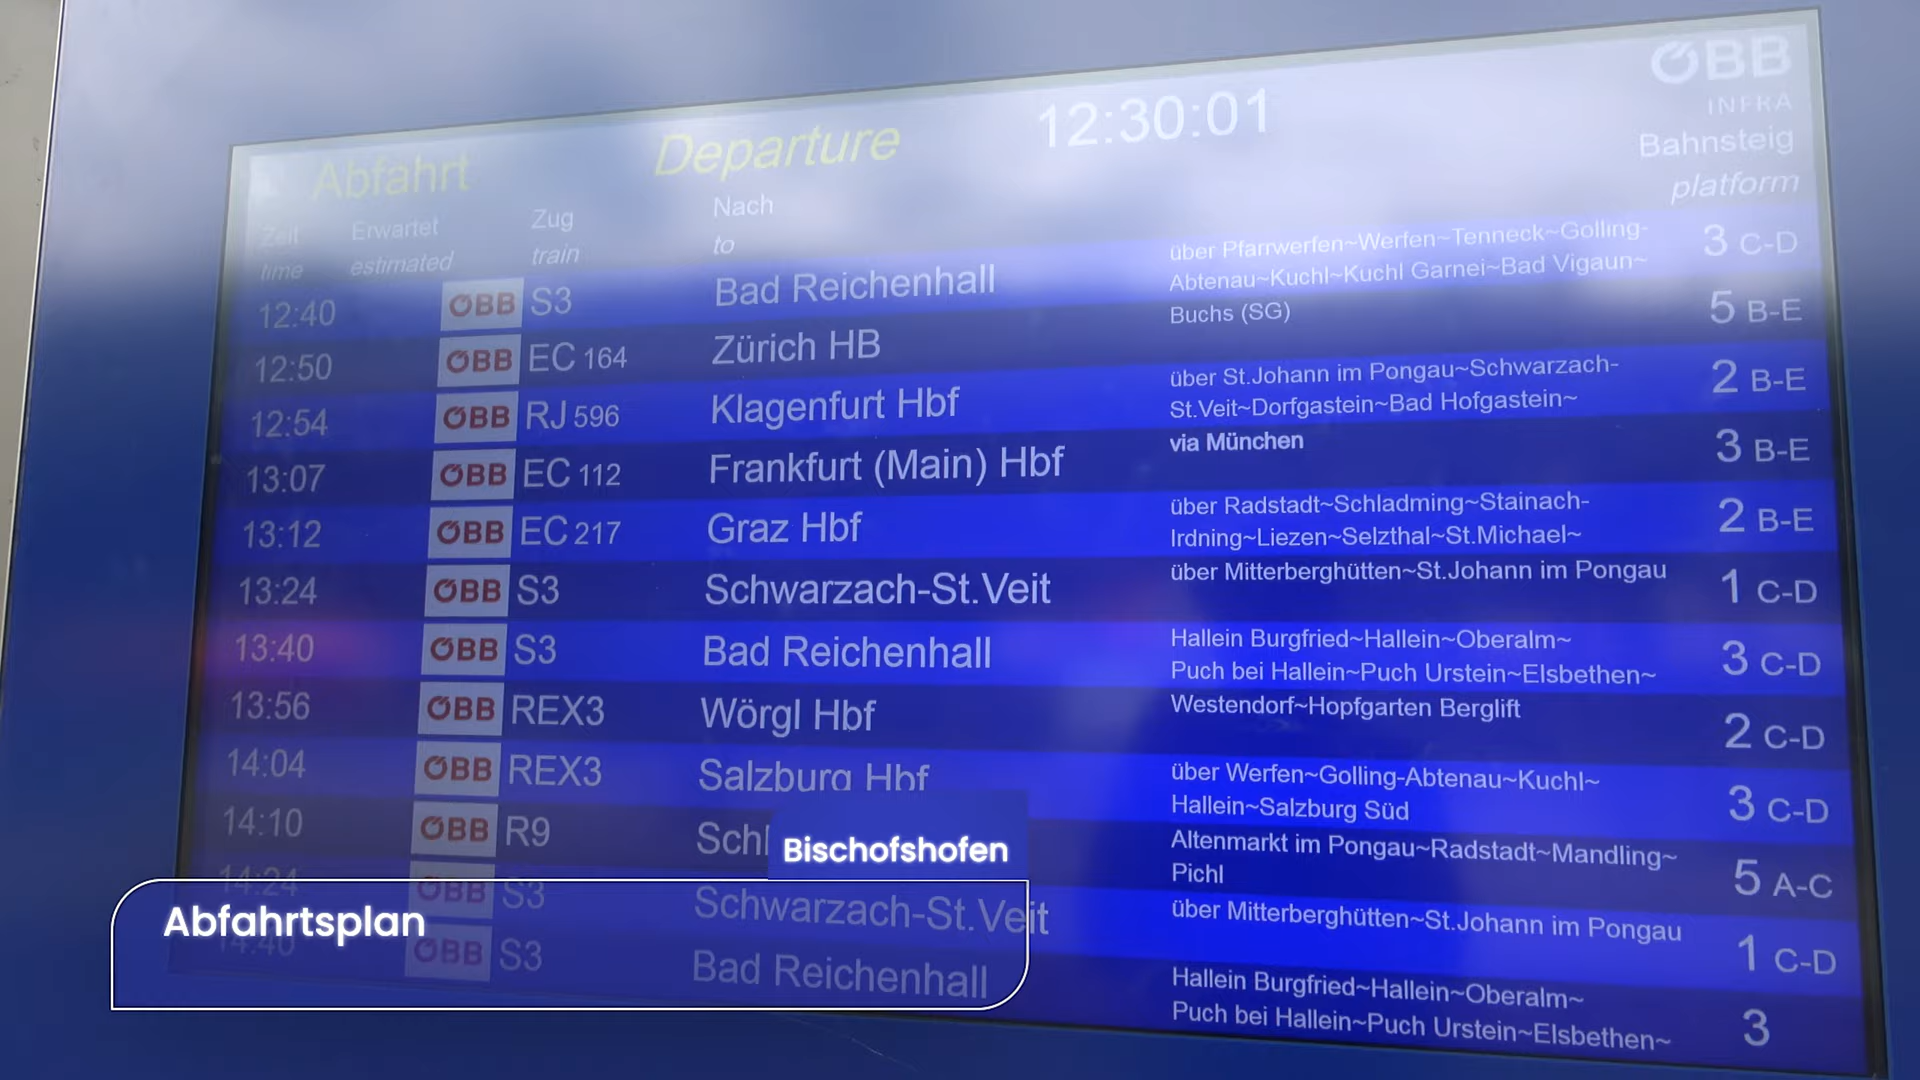 ÖBB
INFRA
Abfahrt Departure 12:30:01 Bahnsteig
platform
Zeit Erwartet Zug Nach
time estimated train to
12:40 ÖBB S3 Bad Reichenhall über Pfarrwerfen~Werfen~Tenneck~Golling- 3 C-D
Abtenau~Kuchl~Kuchl Garnei~Bad Vigaun~
12:50 ÖBB EC 164 Zürich HB Buchs (SG) 5 B-E
12:54 ÖBB RJ 596 Klagenfurt Hbf über St.Johann im Pongau~Schwarzach- 2 B-E
St.Veit~Dorfgastein~Bad Hofgastein~
13:07 ÖBB EC 112 Frankfurt (Main) Hbf via München 3 B-E
13:12 ÖBB EC 217 Graz Hbf über Radstadt~Schladming~Stainach- 2 B-E
Irdning~Liezen~Selzthal~St.Michael~
13:24 ÖBB S3 Schwarzach-St.Veit über Mitterberghütten~St.Johann im Pongau 1 C-D
13:40 ÖBB S3 Bad Reichenhall Hallein Burgfried~Hallein~Oberalm~ 3 C-D
Puch bei Hallein~Puch Urstein~Elsbethen~
13:56 ÖBB REX3 Wörgl Hbf Westendorf~Hopfgarten Berglift 2 C-D
14:04 ÖBB REX3 Salzburg Hbf über Werfen~Golling-Abtenau~Kuchl~ 3 C-D
Hallein~Salzburg Süd
14:10 ÖBB R9 Schl Altenmarkt im Pongau~Radstadt~Mandling~ 5 A-C
Pichl
Bischofshofen
14:24 ÖBB S3 Schwarzach-St.Veit über Mitterberghütten~St.Johann im Pongau 1 C-D
Abfahrtsplan
14:40 ÖBB S3 Bad Reichenhall Hallein Burgfried~Hallein~Oberalm~ 3
Puch bei Hallein~Puch Urstein~Elsbethen~